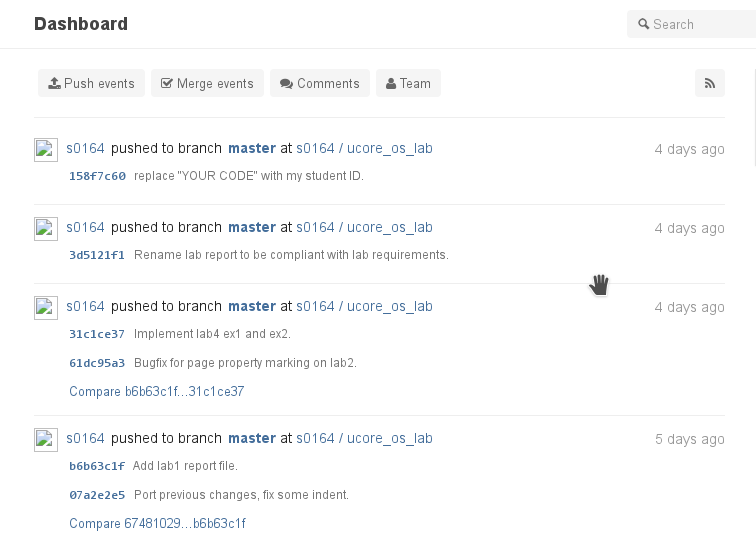 Dashboard
Search
Push events Merge events Comments Team
s0164 pushed to branch master at s0164 / ucore_os_lab 4 days ago
158f7c60 replace "YOUR CODE" with my student ID.
s0164 pushed to branch master at s0164 / ucore_os_lab 4 days ago
3d5121f1 Rename lab report to be compliant with lab requirements.
s0164 pushed to branch master at s0164 / ucore_os_lab 4 days ago
31c1ce37 Implement lab4 ex1 and ex2.
61dc95a3 Bugfix for page property marking on lab2.
Compare b6b63c1f...31c1ce37
s0164 pushed to branch master at s0164 / ucore_os_lab 5 days ago
b6b63c1f Add lab1 report file.
07a2e2e5 Port previous changes, fix some indent.
Compare 67481029...b6b63c1f